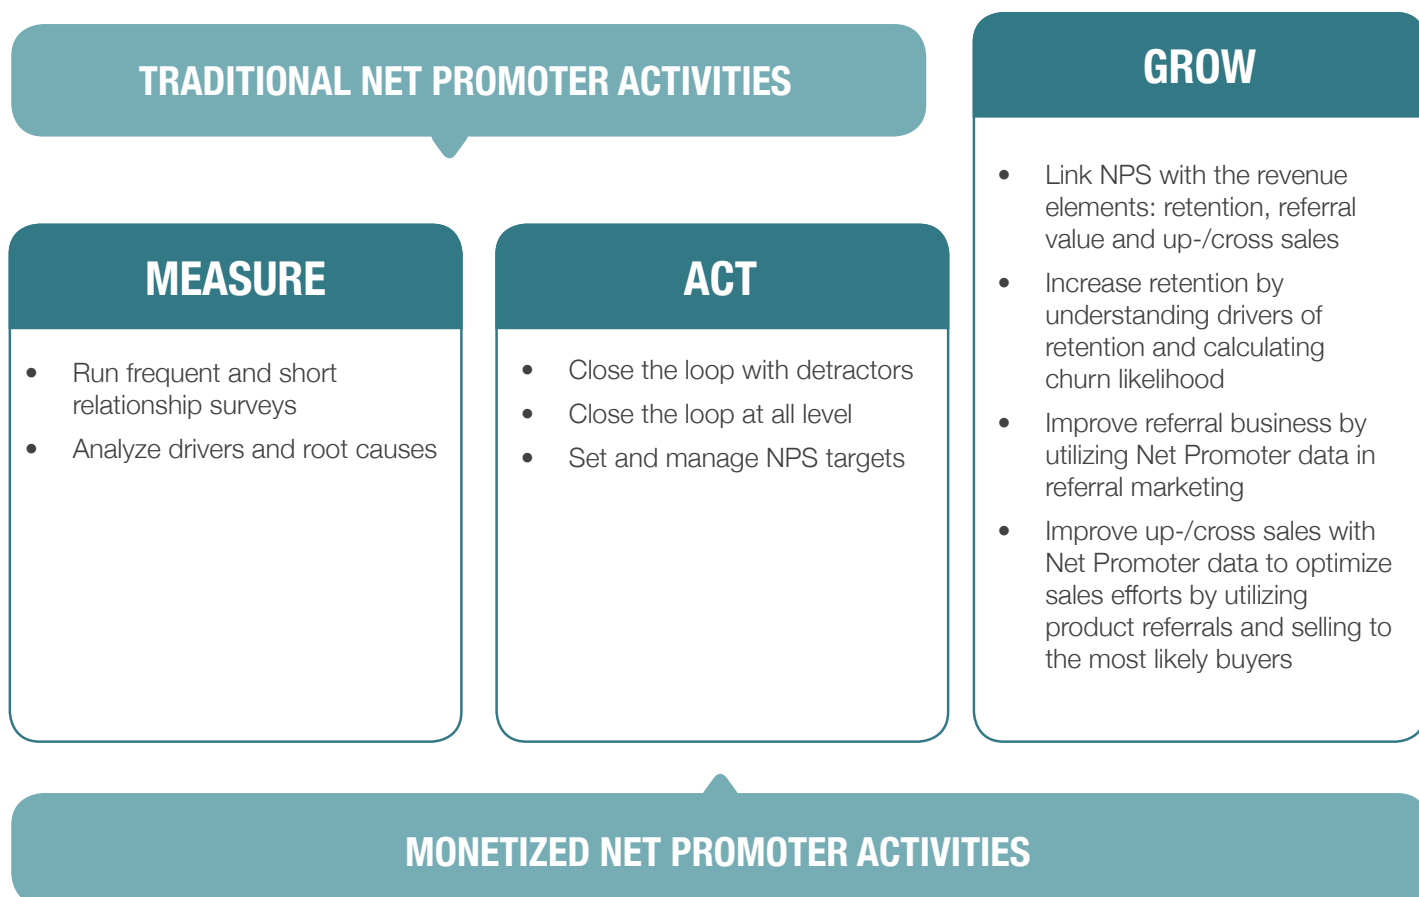 TRADITIONAL NET PROMOTER ACTIVITIES
MEASURE
• Run frequent and short
relationship surveys
• Analyze drivers and root causes
ACT
• Close the loop with detractors
• Close the loop at all level
• Set and manage NPS targets
GROW
• Link NPS with the revenue
elements: retention, referral
value and up-/cross sales
• Increase retention by
understanding drivers of
retention and calculating
churn likelihood
• Improve referral business by
utilizing Net Promoter data in
referral marketing
• Improve up-/cross sales with
Net Promoter data to optimize
sales efforts by utilizing
product referrals and selling to
the most likely buyers
MONETIZED NET PROMOTER ACTIVITIES